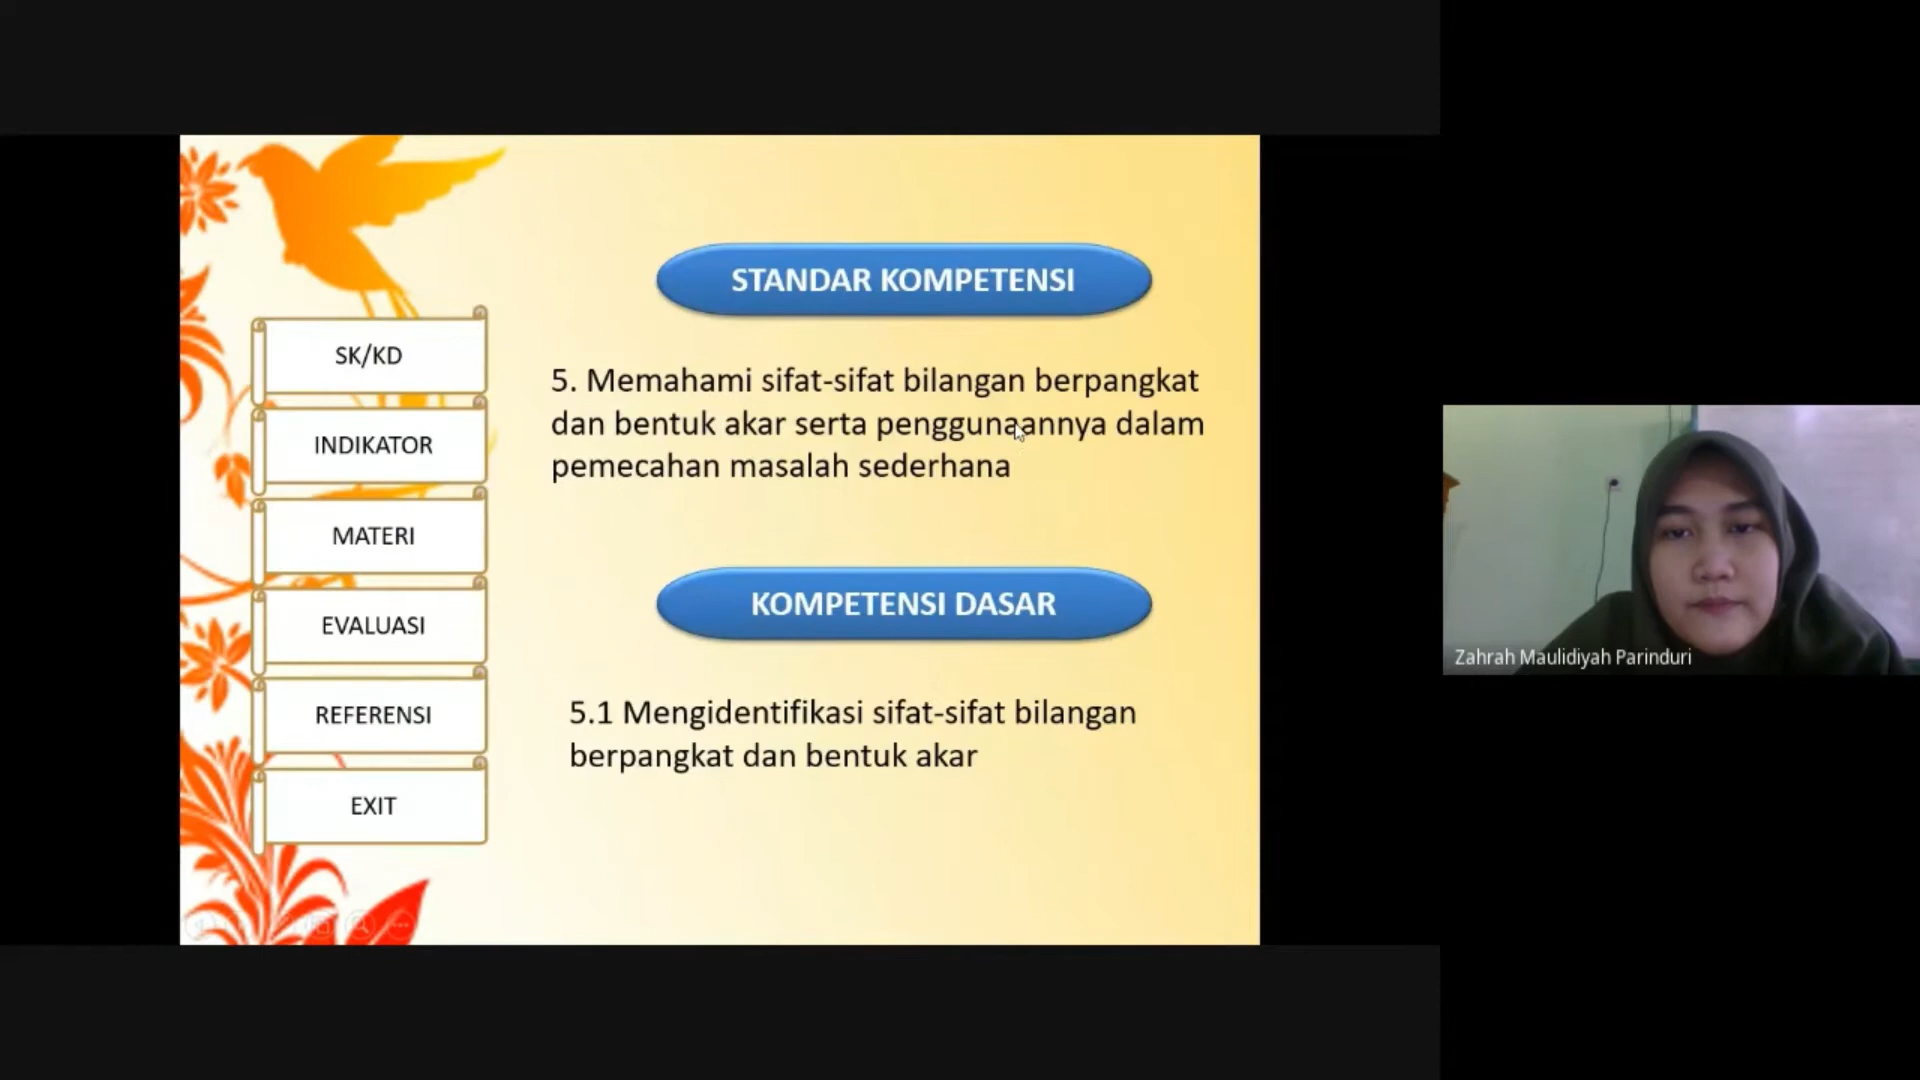 STANDAR KOMPETENSI
SK/KD
5. Memahami sifat-sifat bilangan berpangkat
dan bentuk akar serta penggunaannya dalam
pemecahan masalah sederhana
INDIKATOR
MATERI
KOMPETENSI DASAR
EVALUASI
5.1 Mengidentifikasi sifat-sifat bilangan
berpangkat dan bentuk akar
REFERENSI
EXIT
Zahrah Maulidiyah Parinduri